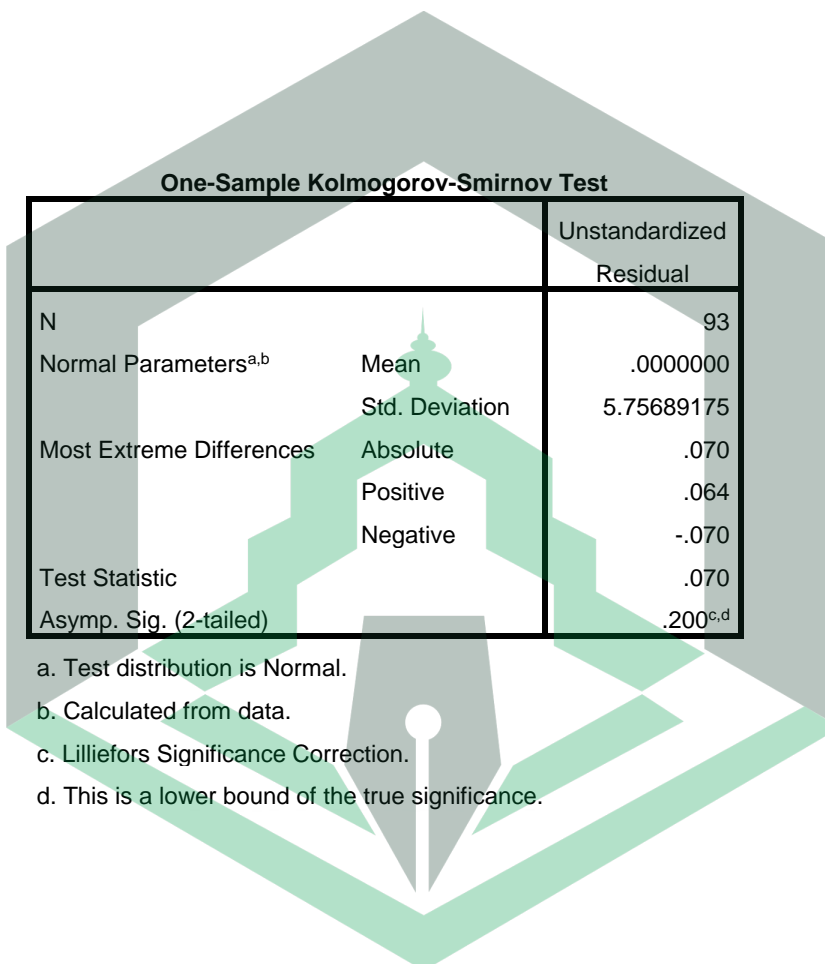 One-Sample Kolmogorov-Smirnov Test
Unstandardized
Residual
N 93
Normal Parametersa,b Mean .0000000
Std. Deviation 5.75689175
Most Extreme Differences Absolute .070
Positive .064
Negative -.070
Test Statistic .070
Asymp. Sig. (2-tailed) .200c,d
a. Test distribution is Normal.
b. Calculated from data.
c. Lilliefors Significance Correction.
d. This is a lower bound of the true significance.